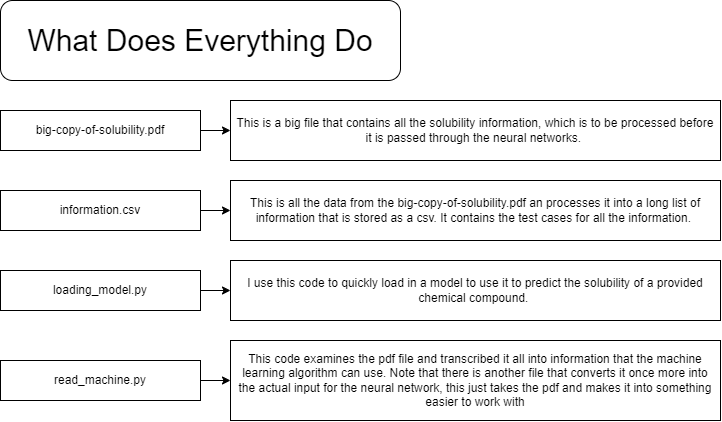 What Does Everything Do
big-copy-of-solubility.pdf
This is a big file that contains all the solubility information, which is to be processed before
it is passed through the neural networks.
information.csv
This is all the data from the big-copy-of-solubility.pdf an processes it into a long list of
information that is stored as a csv. It contains the test cases for all the information.
loading_model.py
I use this code to quickly load in a model to use it to predict the solubility of a provided
chemical compound.
read_machine.py
This code examines the pdf file and transcribed it all into information that the machine
learning algorithm can use. Note that there is another file that converts it once more into
the actual input for the neural network, this just takes the pdf and makes it into something
easier to work with